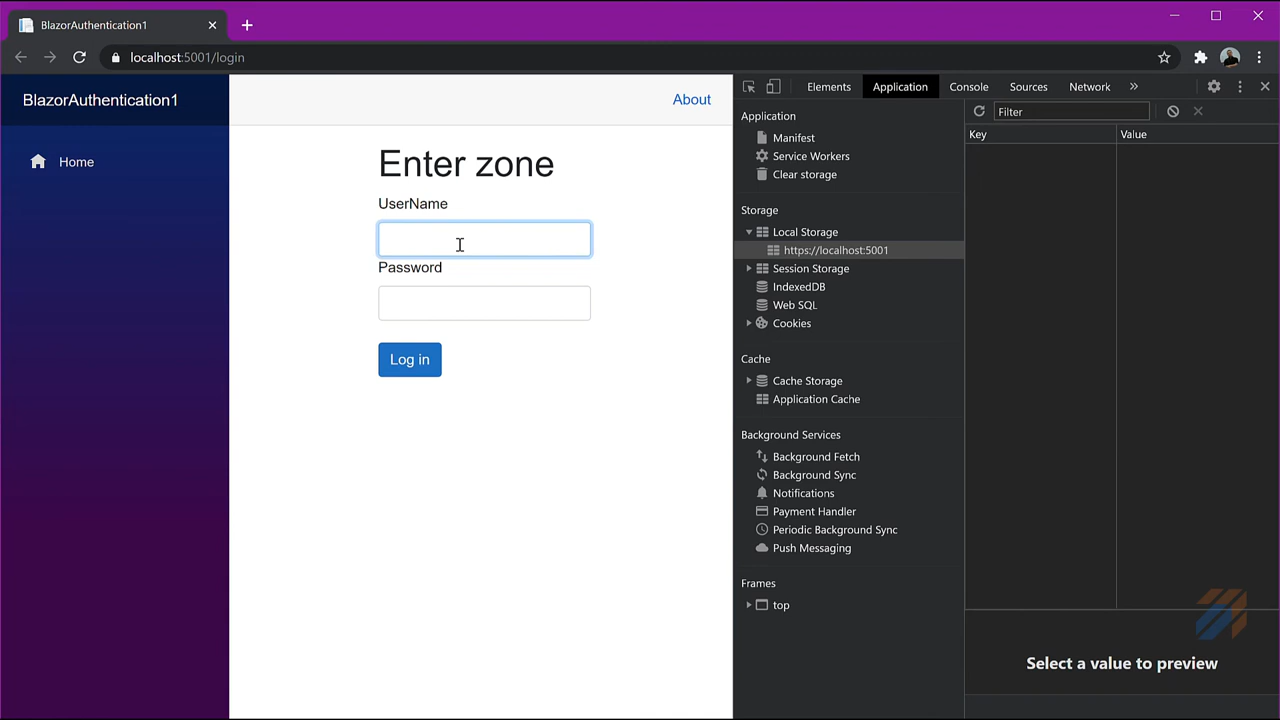 BlazorAuthentication1
localhost:5001/login
BlazorAuthentication1
Home
About
Enter zone
UserName
Password
Log in
Elements Application Console Sources Network
Application
Manifest
Service Workers
Clear storage
Storage
Local Storage
https://localhost:5001
Session Storage
IndexedDB
Web SQL
Cookies
Cache
Cache Storage
Application Cache
Background Services
Background Fetch
Background Sync
Notifications
Payment Handler
Periodic Background Sync
Push Messaging
Frames
top
Filter
Key Value
Select a value to preview